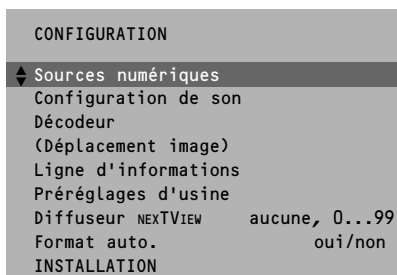 CONFIGURATION
Sources numériques
Configuration de son
Décodeur
(Déplacement image)
Ligne d'informations
Préréglages d'usine
Diffuseur NEXTVIEW aucune, 0...99
Format auto. oui/non
INSTALLATION